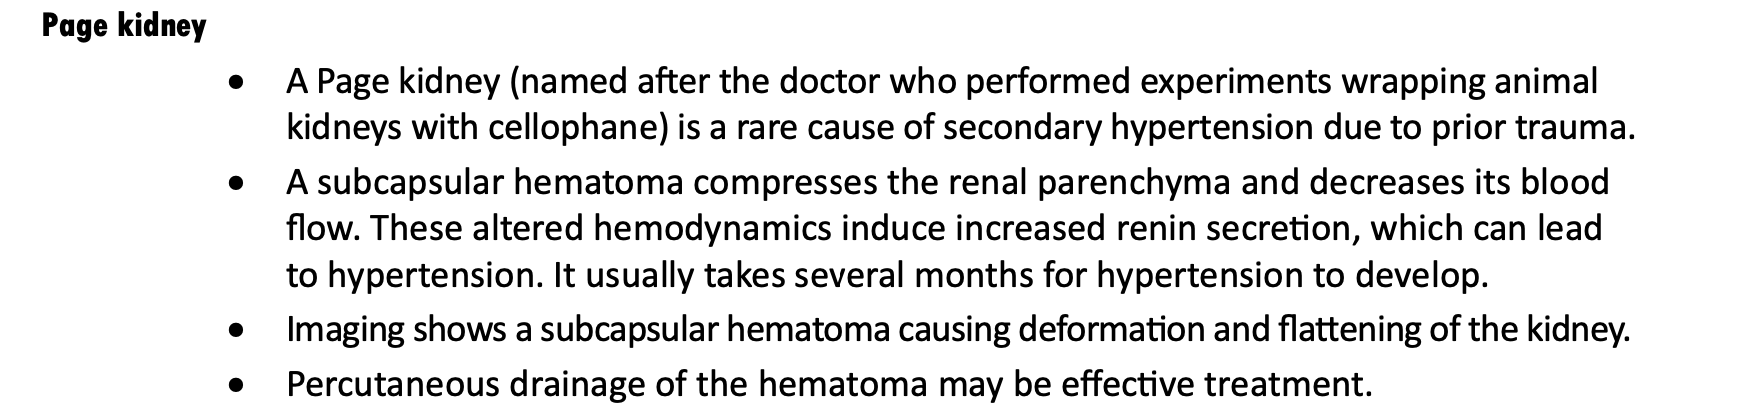 Page kidney
• A Page kidney (named after the doctor who performed experiments wrapping animal
kidneys with cellophane) is a rare cause of secondary hypertension due to prior trauma.
• A subcapsular hematoma compresses the renal parenchyma and decreases its blood
flow. These altered hemodynamics induce increased renin secretion, which can lead
to hypertension. It usually takes several months for hypertension to develop.
• Imaging shows a subcapsular hematoma causing deformation and flattening of the kidney.
• Percutaneous drainage of the hematoma may be effective treatment.